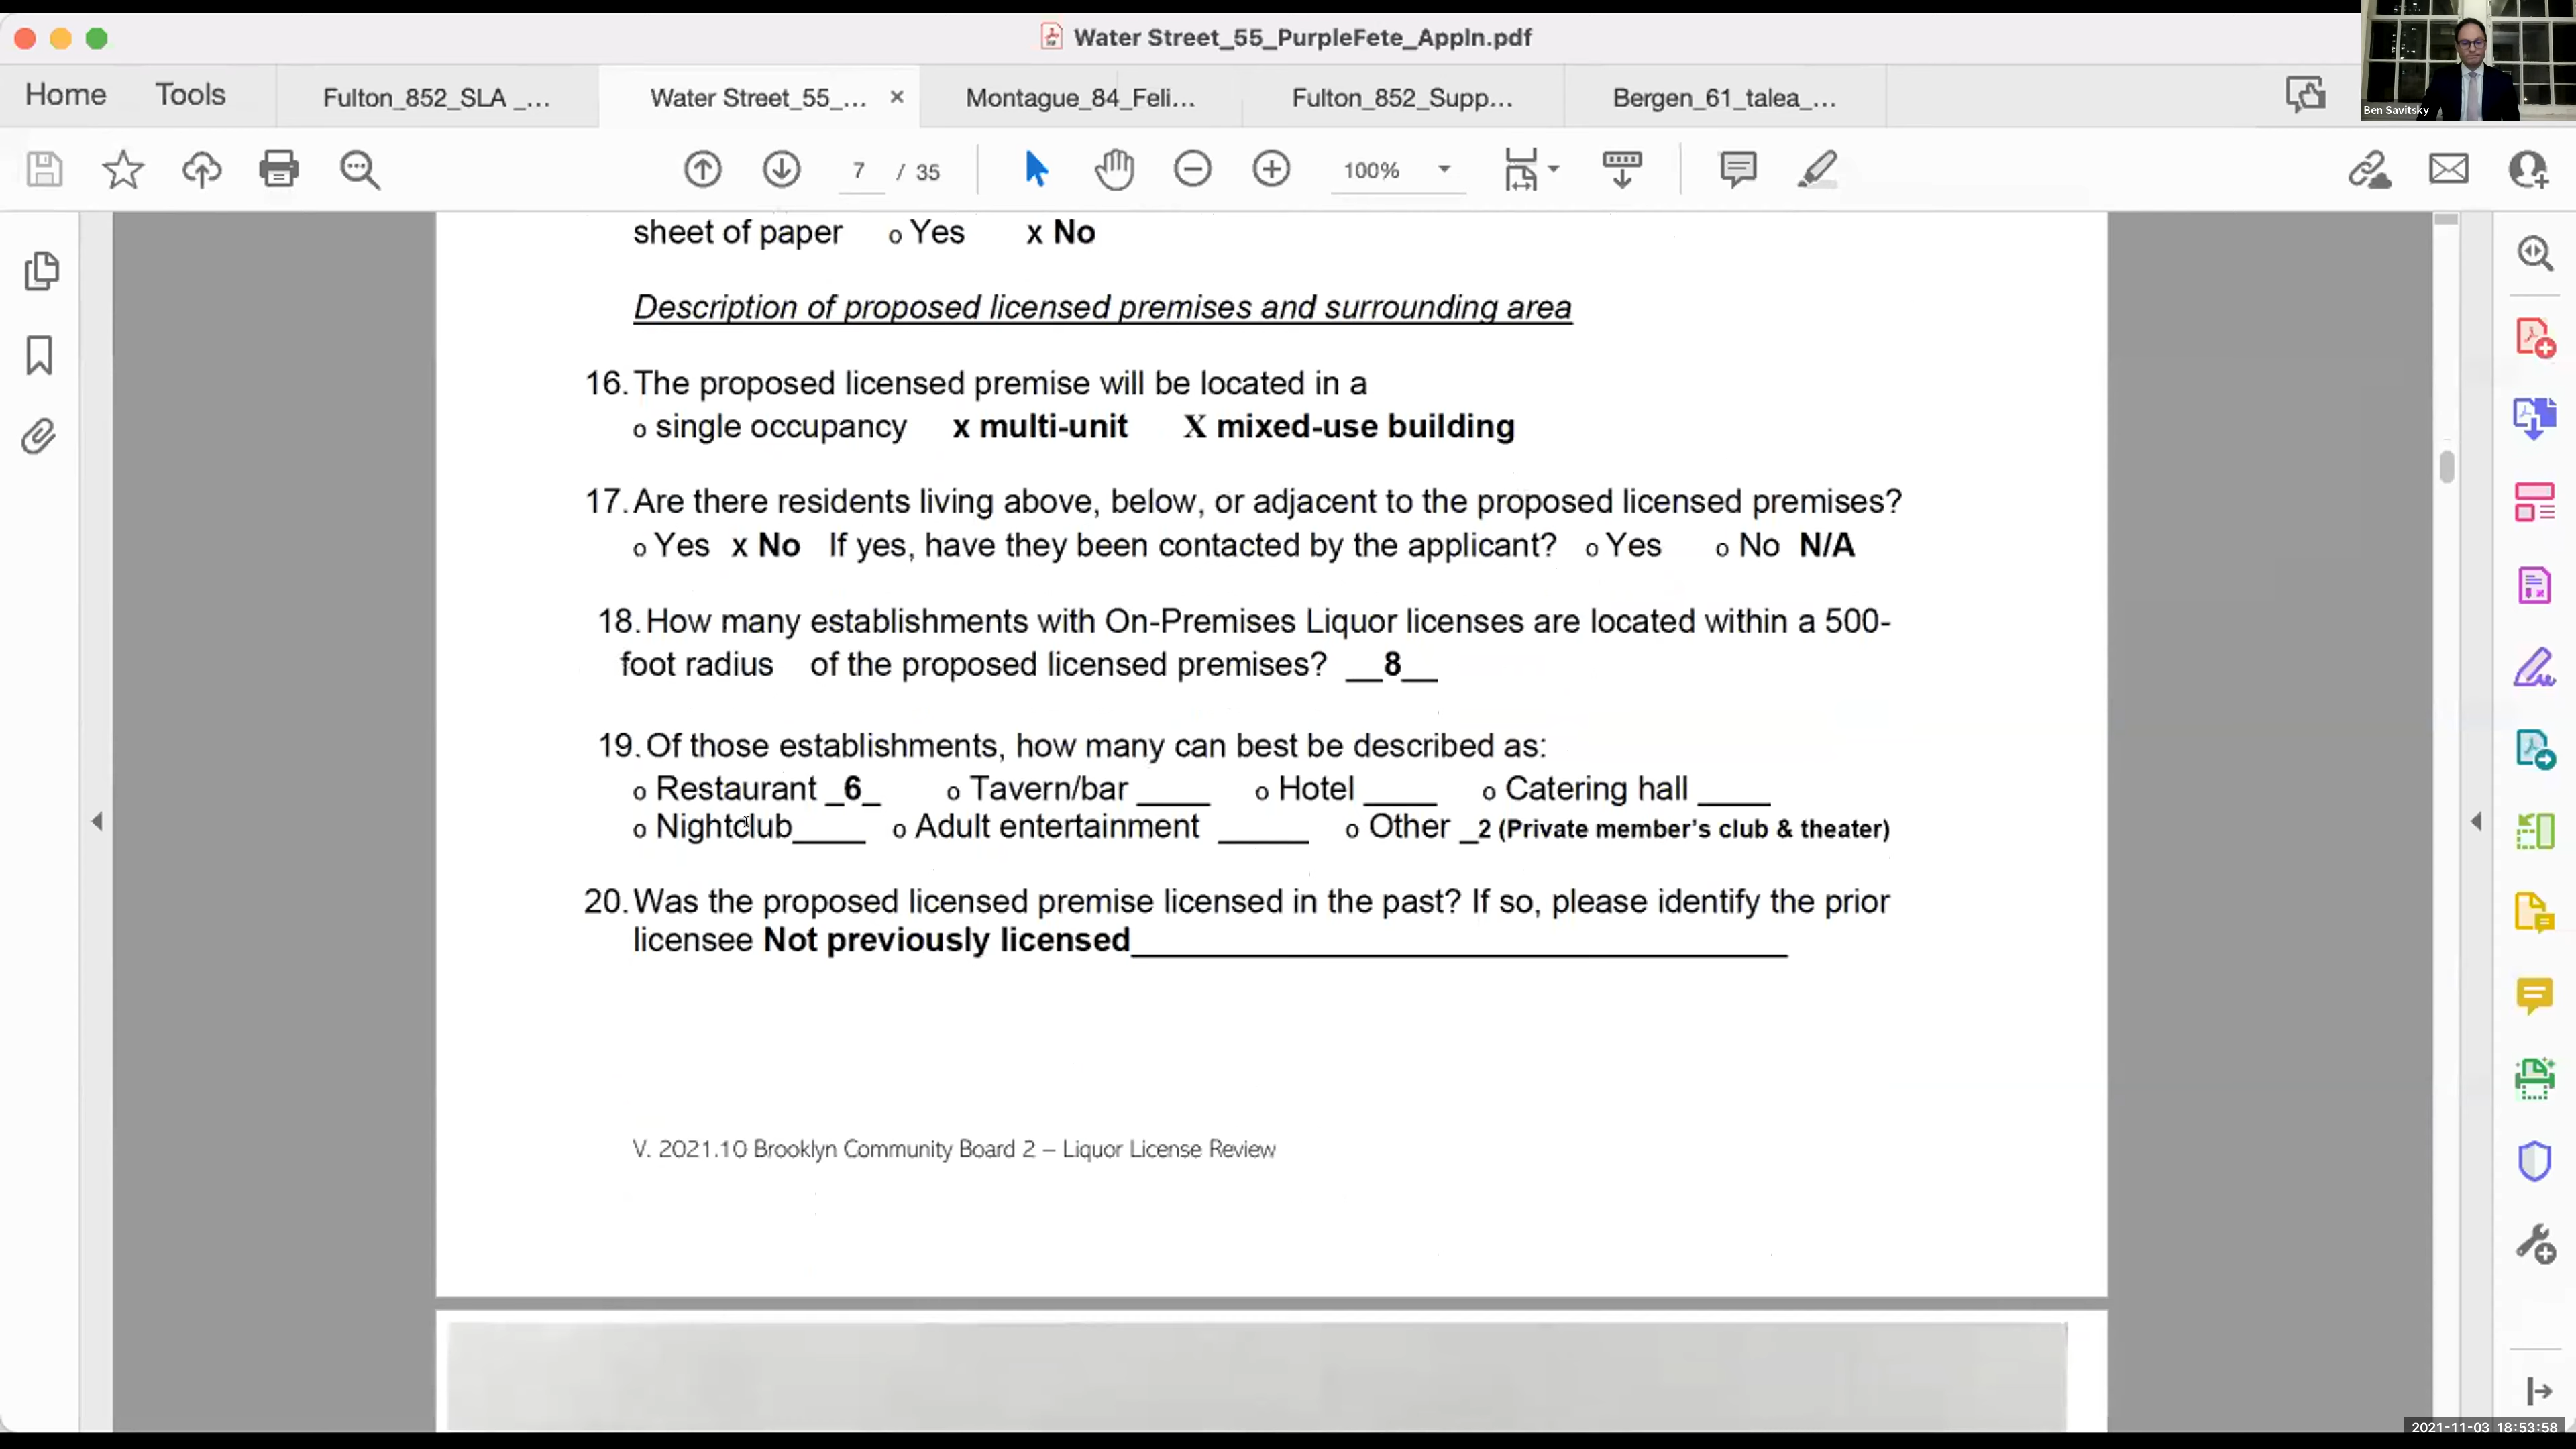 Water Street_55_PurpleFete_Appln.pdf
Home Tools Fulton_852_SLA _... Water Street_55_... Montague_84_Feli... Fulton_852_Supp... Bergen_61_talea_...
Ben Savitsky
7 / 35 100%
sheet of paper o Yes x No
Description of proposed licensed premises and surrounding area
16. The proposed licensed premise will be located in a
o single occupancy x multi-unit X mixed-use building
17. Are there residents living above, below, or adjacent to the proposed licensed premises?
o Yes x No If yes, have they been contacted by the applicant? o Yes o No N/A
18. How many establishments with On-Premises Liquor licenses are located within a 500-
foot radius of the proposed licensed premises? __8__
19. Of those establishments, how many can best be described as:
o Restaurant _6_ o Tavern/bar ____ o Hotel ____ o Catering hall ____
o Nightclub____ o Adult entertainment _____ o Other _2 (Private member's club & theater)
20. Was the proposed licensed premise licensed in the past? If so, please identify the prior
licensee Not previously licensed____________________________________
V. 2021.10 Brooklyn Community Board 2 – Liquor License Review
2021-11-03 18:53:58